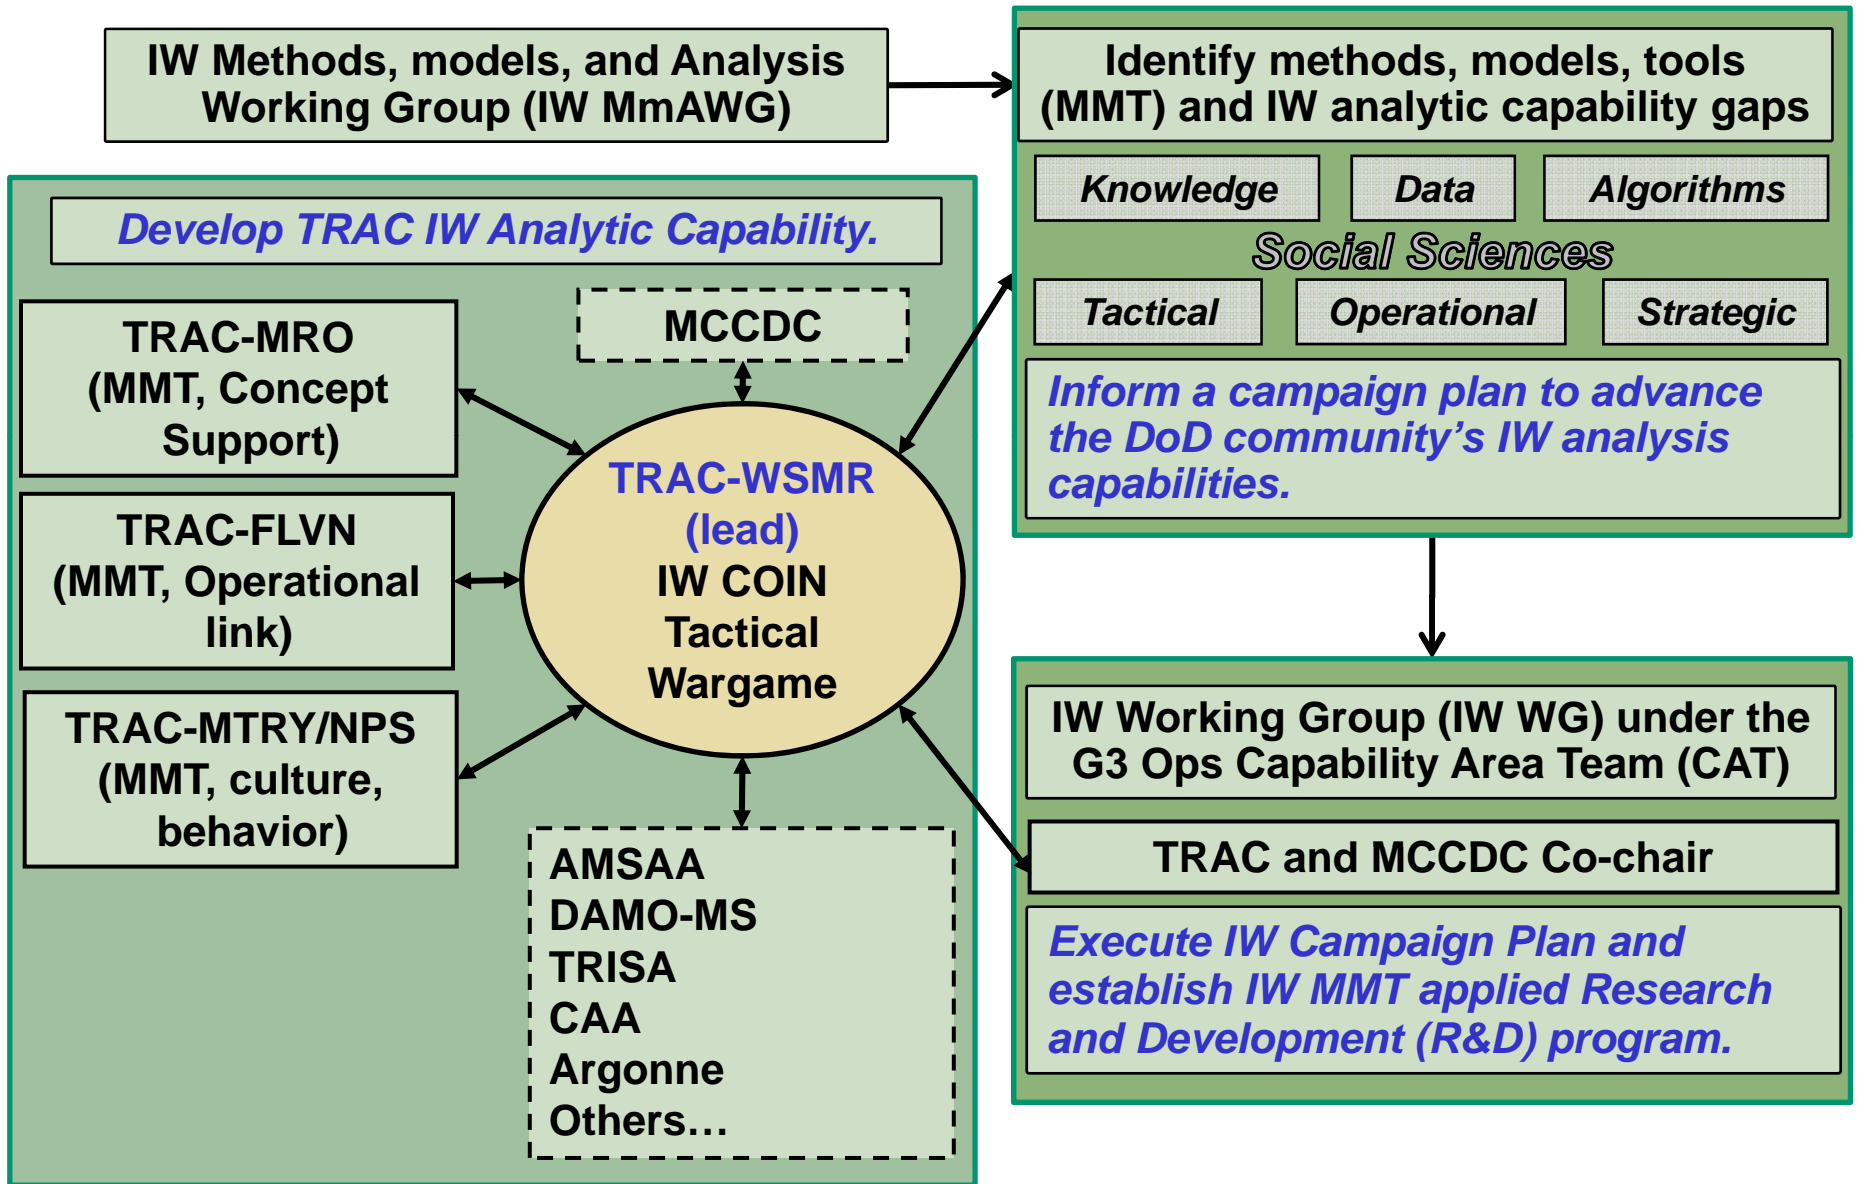 IW Methods, models, and Analysis
Working Group (IW MmAWG)
Identify methods, models, tools
(MMT) and IW analytic capability gaps
Knowledge
Data
Algorithms
Social Sciences
Tactical
Operational
Strategic
Inform a campaign plan to advance
the DoD community’s IW analysis
capabilities.
Develop TRAC IW Analytic Capability.
MCCDC
TRAC-MRO
(MMT, Concept
Support)
TRAC-FLVN
(MMT, Operational
link)
TRAC-MTRY/NPS
(MMT, culture,
behavior)
TRAC-WSMR
(lead)
IW COIN
Tactical
Wargame
AMSAA
DAMO-MS
TRISA
CAA
Argonne
Others…
IW Working Group (IW WG) under the
G3 Ops Capability Area Team (CAT)
TRAC and MCCDC Co-chair
Execute IW Campaign Plan and
establish IW MMT applied Research
and Development (R&D) program.